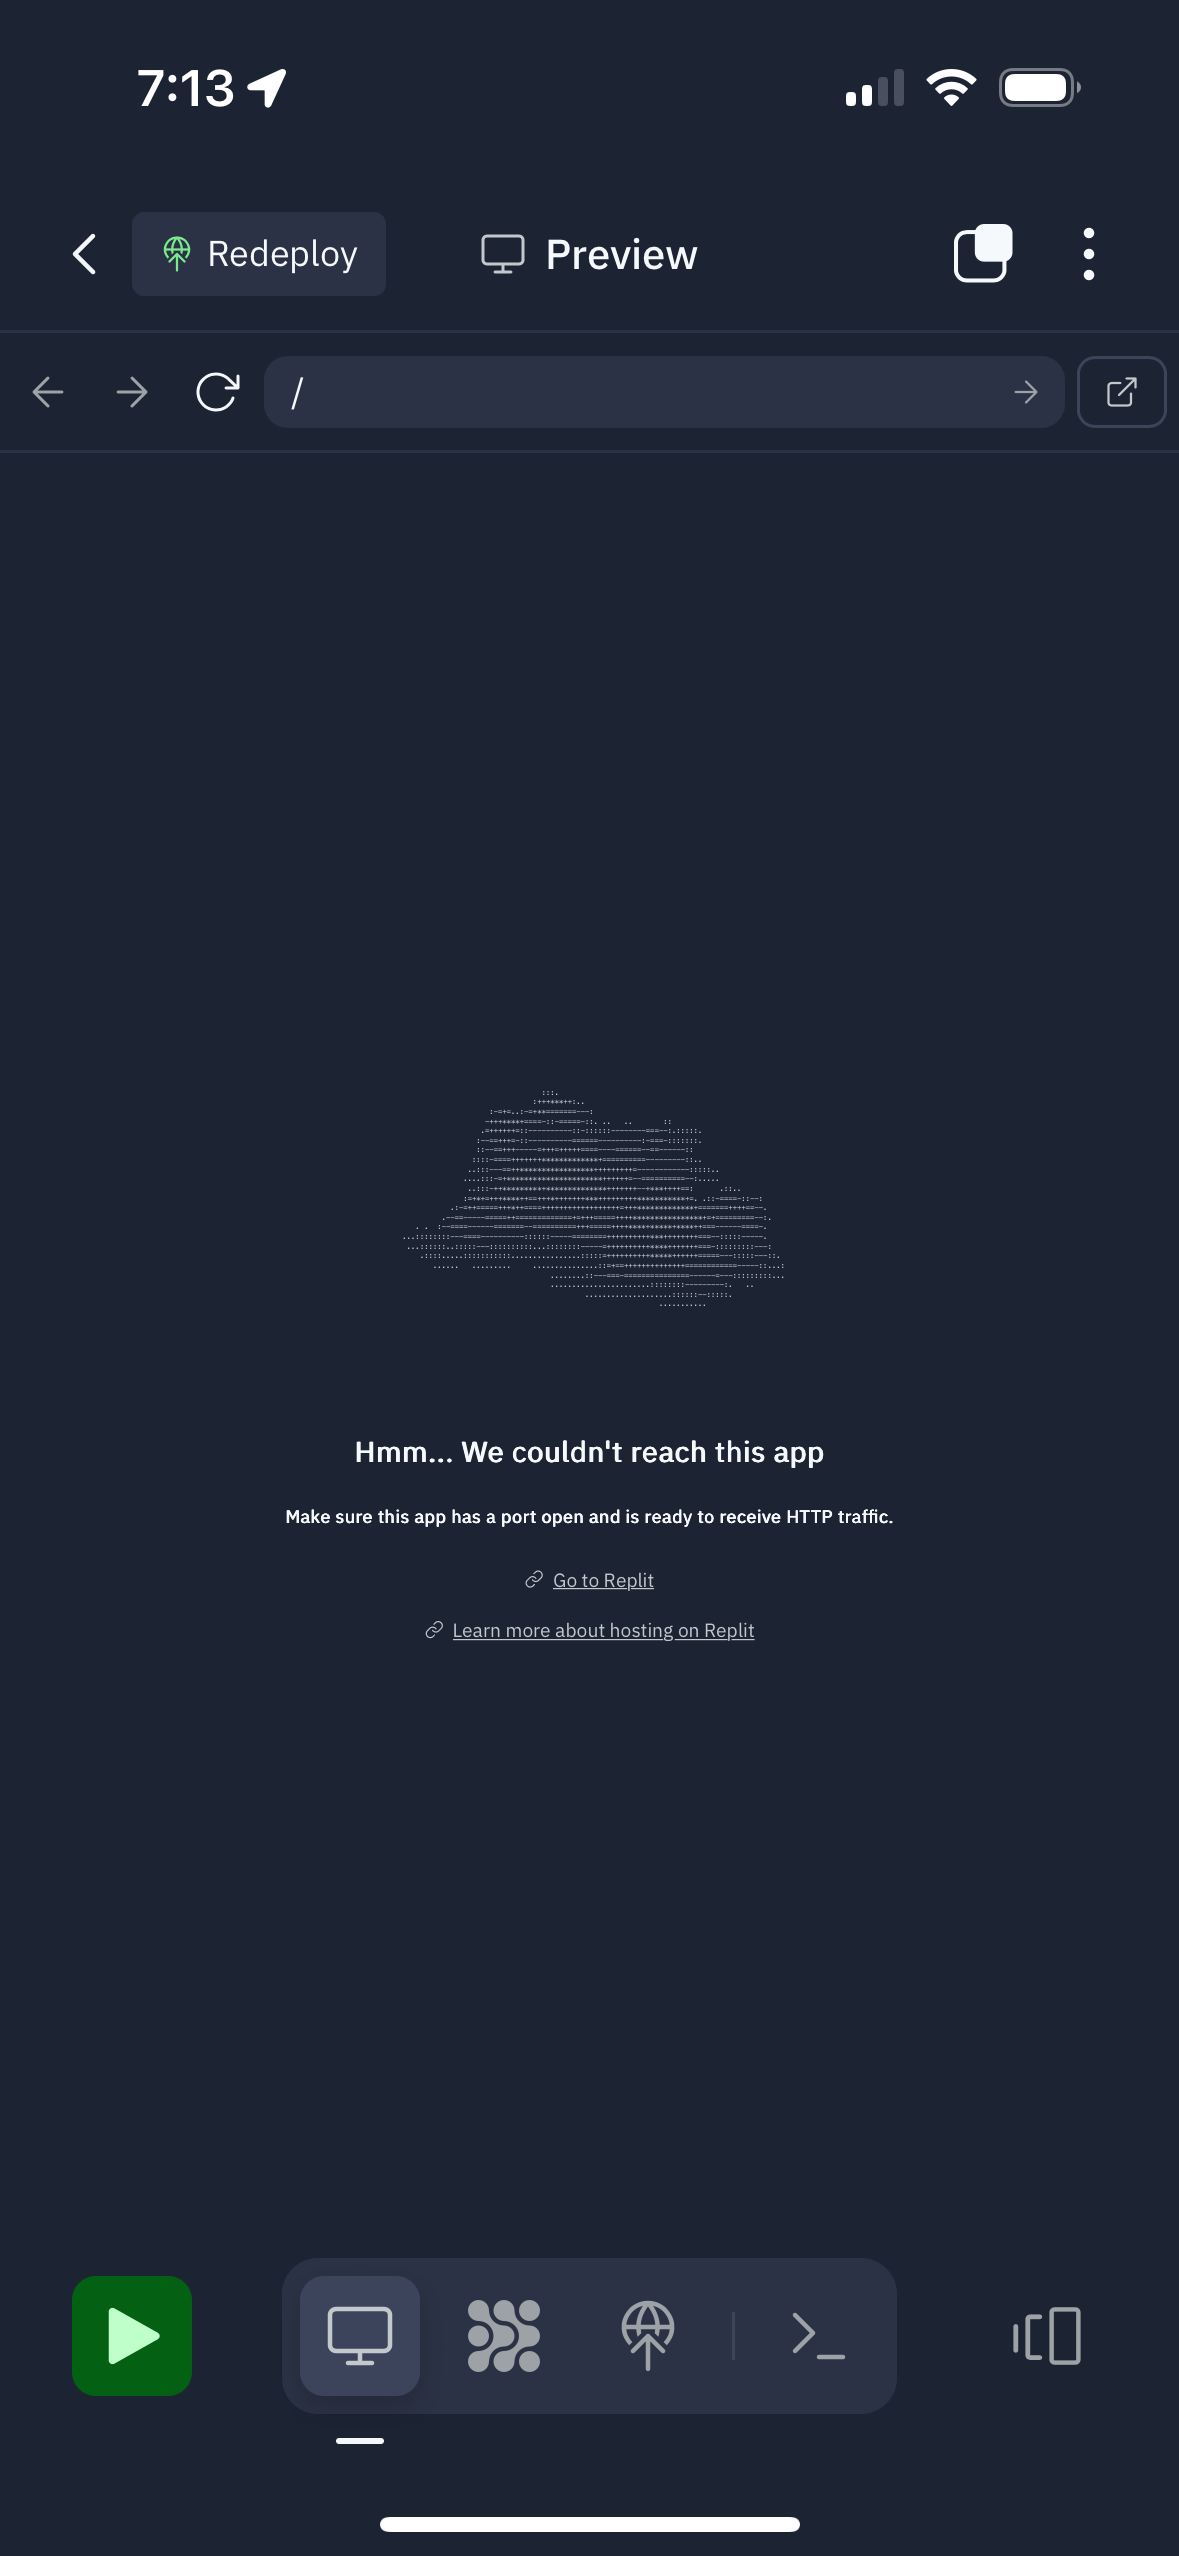 7:13
Redeploy
Preview
/
Hmm... We couldn't reach this app
Make sure this app has a port open and is ready to receive HTTP traffic.
Go to Replit
Learn more about hosting on Replit